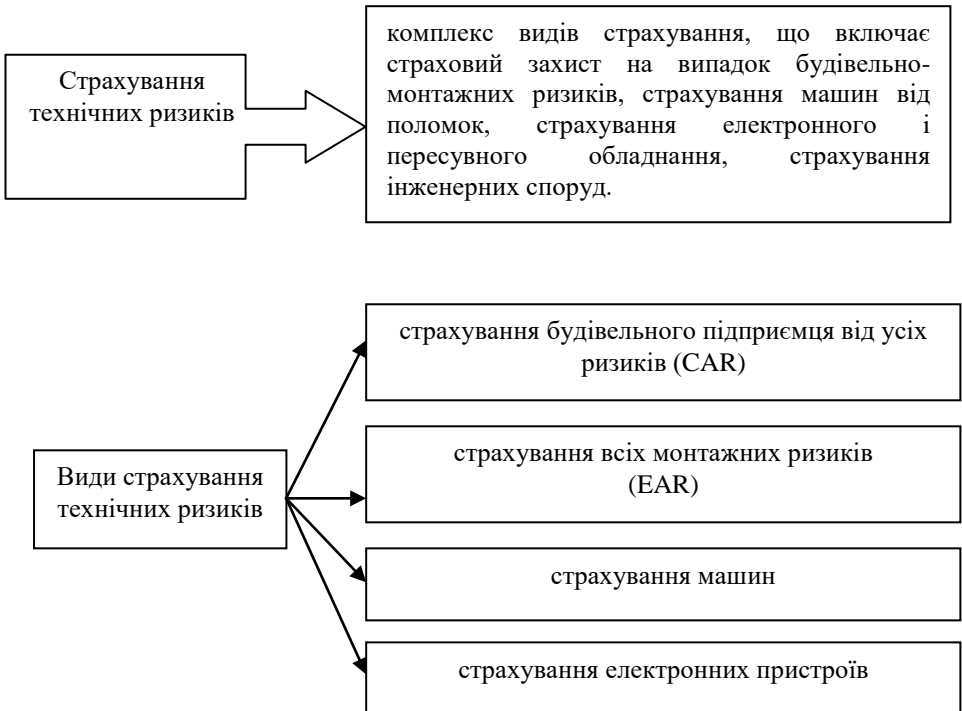 Страхування
технічних ризиків
комплекс видів страхування, що включає
страховий захист на випадок будівельно-
монтажних ризиків, страхування машин від
поломок, страхування електронного і
пересувного обладнання, страхування
інженерних споруд.
Види страхування
технічних ризиків
страхування будівельного підприємця від усіх
ризиків (CAR)
страхування всіх монтажних ризиків
(EAR)
страхування машин
страхування електронних пристроїв